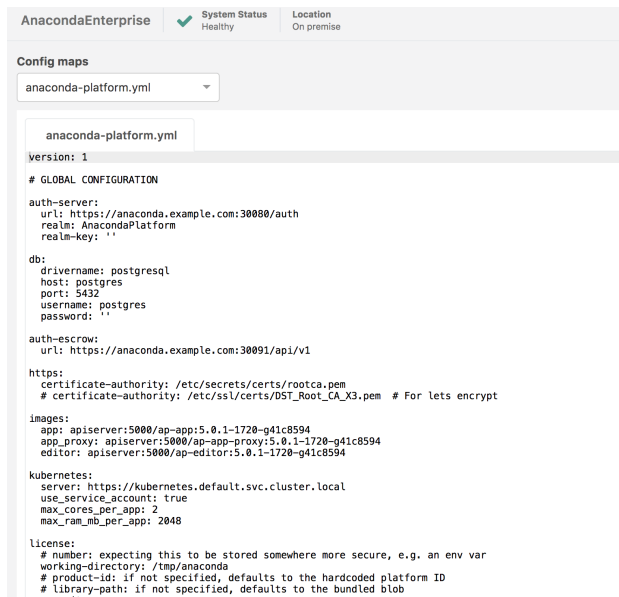 AnacondaEnterprise
System Status
Healthy
Location
On premise
Config maps
anaconda-platform.yml
anaconda-platform.yml
version: 1
# GLOBAL CONFIGURATION
auth-server:
  url: https://anaconda.example.com:30080/auth
  realm: AnacondaPlatform
  realm-key: ''
db:
  drivername: postgresql
  host: postgres
  port: 5432
  username: postgres
  password: ''
auth-escrow:
  url: https://anaconda.example.com:30091/api/v1
https:
  certificate-authority: /etc/secrets/certs/rootca.pem
  # certificate-authority: /etc/ssl/certs/DST_Root_CA_X3.pem  # For lets encrypt
images:
  app: apiserver:5000/ap-app:5.0.1-1720-g41c8594
  app_proxy: apiserver:5000/ap-app-proxy:5.0.1-1720-g41c8594
  editor: apiserver:5000/ap-editor:5.0.1-1720-g41c8594
kubernetes:
  server: https://kubernetes.default.svc.cluster.local
  use_service_account: true
  max_cores_per_app: 2
  max_ram_mb_per_app: 2048
license:
  # number: expecting this to be stored somewhere more secure, e.g. an env var
  working-directory: /tmp/anaconda
  # product-id: if not specified, defaults to the hardcoded platform ID
  # library-path: if not specified, defaults to the bundled blob